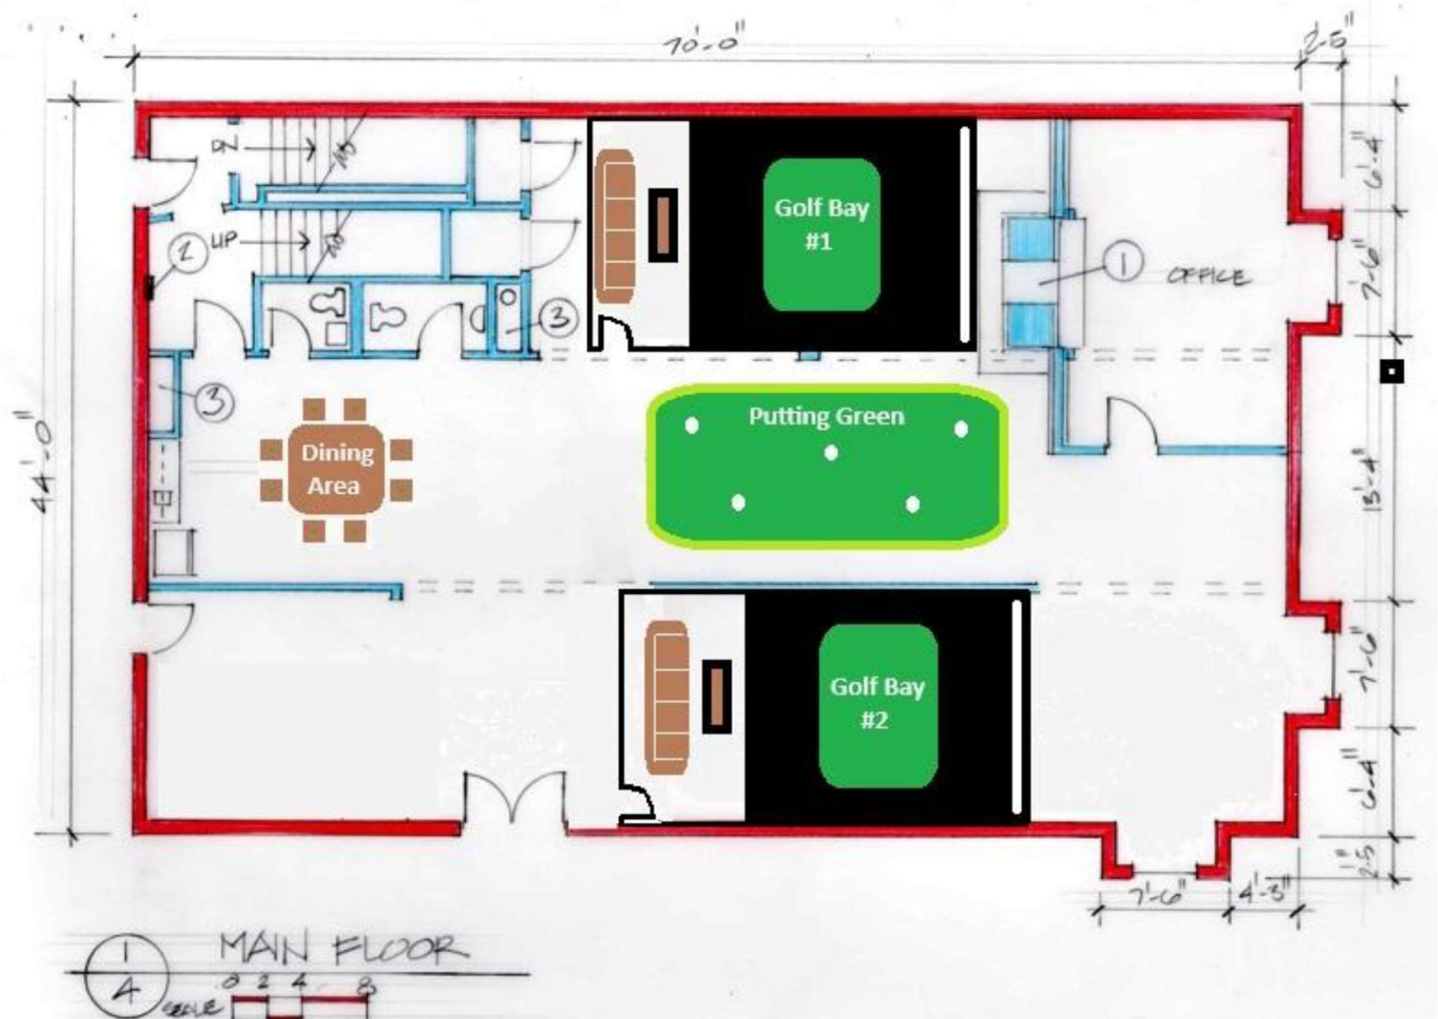 70'-0"
2'-5"
DN
6'-4
Golf Bay
#1
2
UP
1
OFFICE
7'-6"
3
Putting Green
3
44'-0"
Dining
Area
13'-4"
7'-6"
Golf Bay
#2
6'-4"
2'-5"
7'-6"
4'-3"
1
4
MAIN FLOOR
0 2 4 8
SCALE